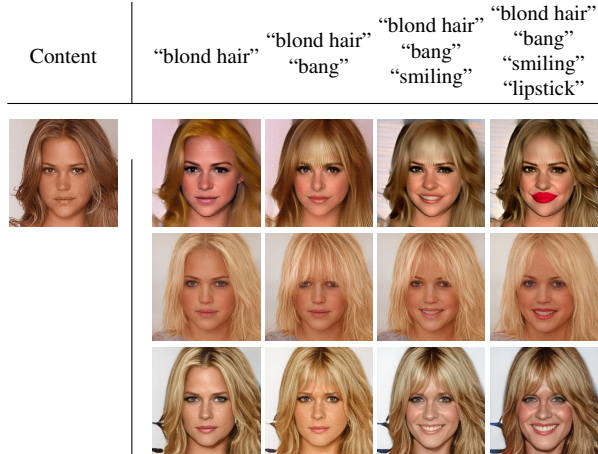 Content
“blond hair”
“blond hair”
“bang”
“blond hair”
“bang”
“smiling”
“blond hair”
“bang”
“smiling”
“lipstick”